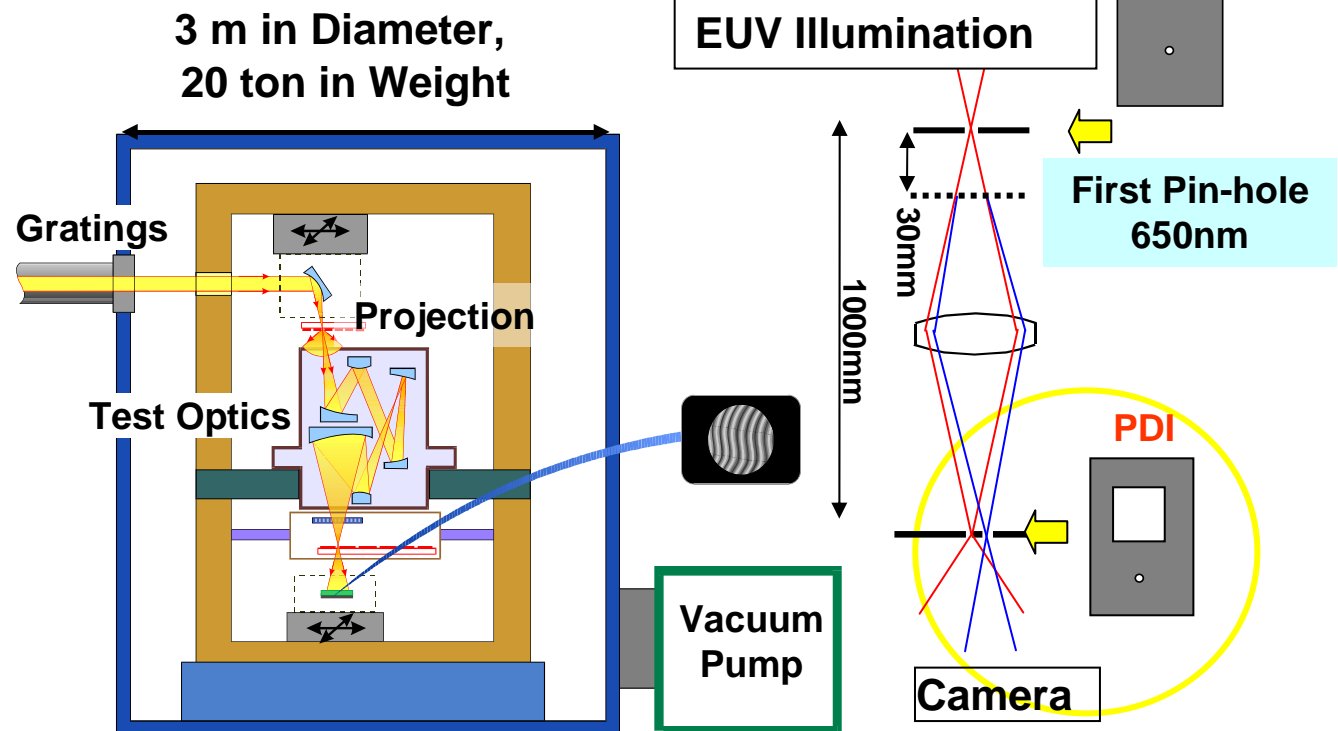 3 m in Diameter,
20 ton in Weight
Gratings
Projection
Test Optics
Vacuum
Pump
EUV Illumination
First Pin-hole
650nm
30mm
1000mm
PDI
Camera